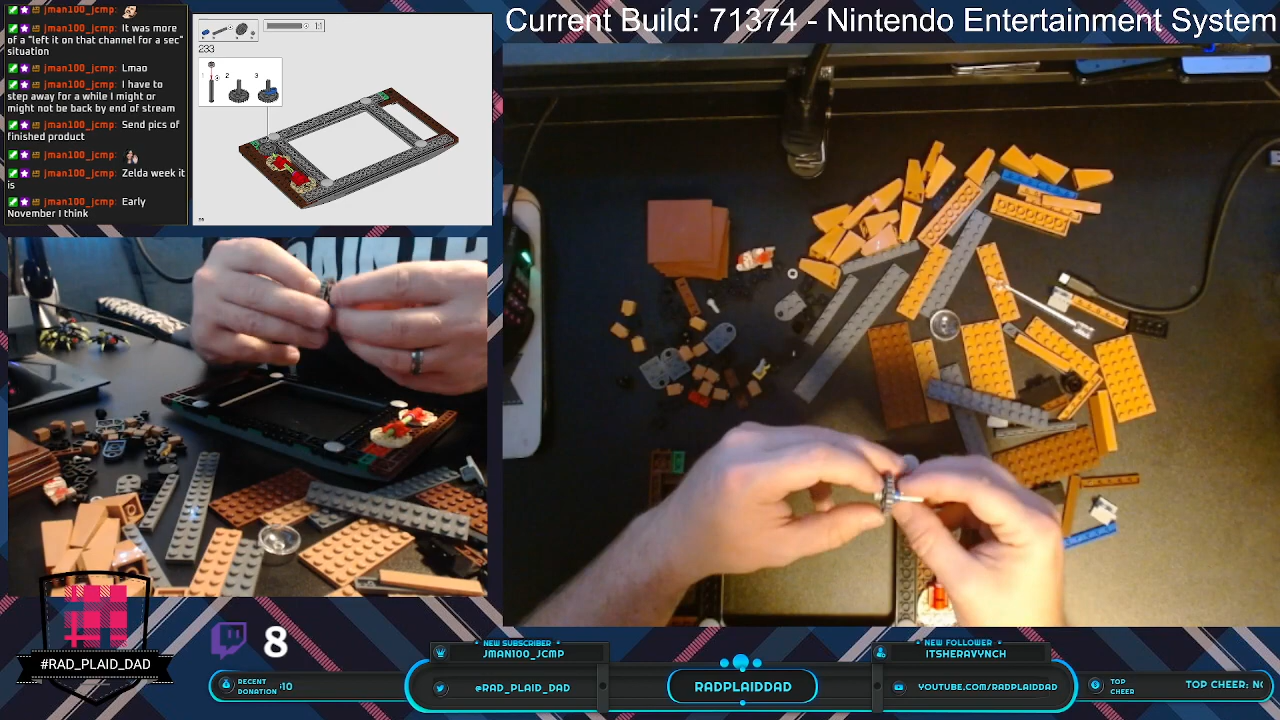 jman100_jcmp:
jman100_jcmp: It was more
of a "left it on that channel for a sec"
situation
jman100_jcmp: Lmao
jman100_jcmp: I have to
step away for a while I might or
might not be back by end of stream
jman100_jcmp: Send pics of
finished product
jman100_jcmp:
jman100_jcmp: Zelda week it
is
jman100_jcmp: Early
November I think
1:1
233
1 2 3
Current Build: 71374 - Nintendo Entertainment System
#RAD_PLAID_DAD
8
RECENT
DONATION :10
NEW SUBSCRIBER
JMAN100_JCMP
@RAD_PLAID_DAD
RADPLAIDDAD
NEW FOLLOWER
ITSHERAVYNCH
YOUTUBE.COM/RADPLAIDDAD
TOP
CHEER
TOP CHEER: